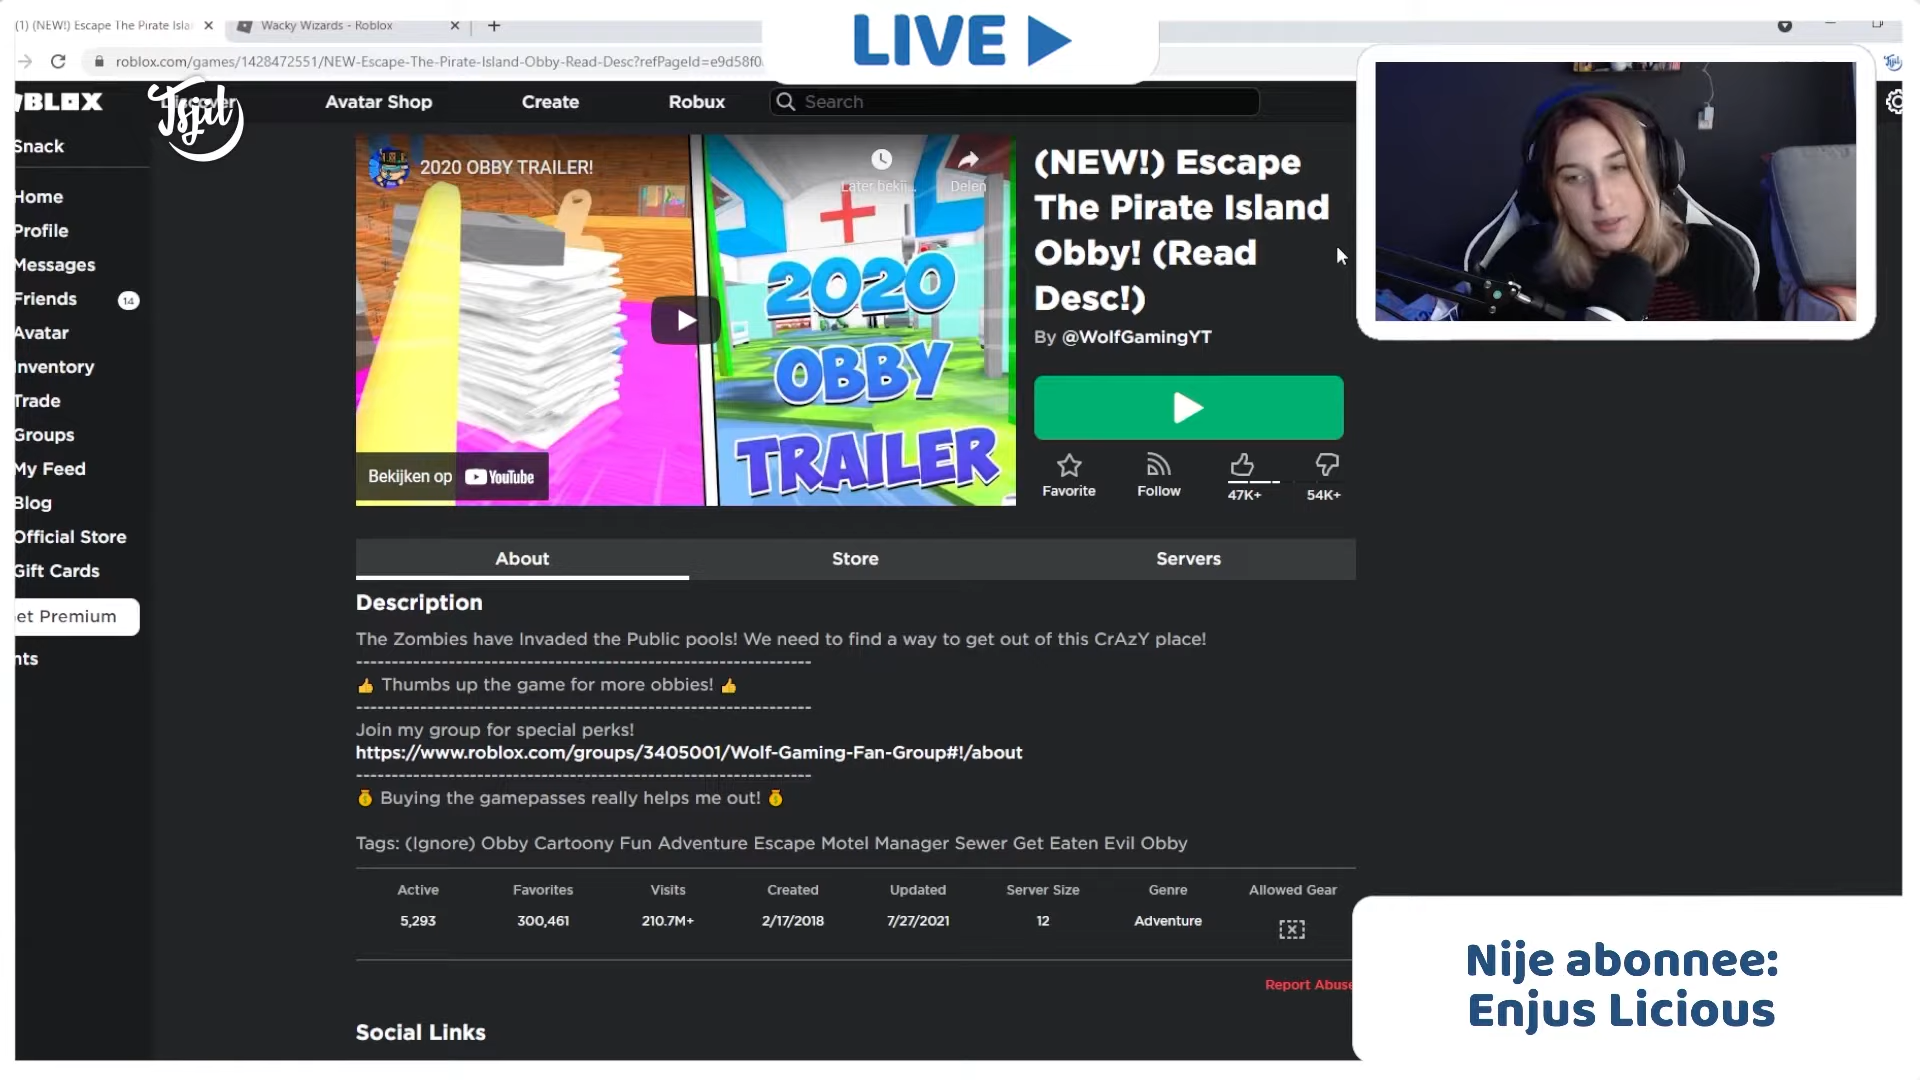 LIVE
(1) (NEW!) Escape The Pirate Isla
Wacky Wizards - Roblox
roblox.com/games/1428472551/NEW-Escape-The-Pirate-Island-Obby-Read-Desc?refPageId=e9d58f0
BLOX
Discover
Tsjil
Avatar Shop
Create
Robux
Search
Snack
Home
Profile
Messages
Friends
14
Avatar
Inventory
Trade
Groups
My Feed
Blog
Official Store
Gift Cards
et Premium
nts
2020 OBBY TRAILER!
Later bekij...
Delen
2020
OBBY
TRAILER
Bekijken op YouTube
(NEW!) Escape
The Pirate Island
Obby! (Read
Desc!)
By @WolfGamingYT
Favorite
Follow
47K+
54K+
About
Store
Servers
Description
The Zombies have Invaded the Public pools! We need to find a way to get out of this CrAzY place!
----------------------------------------------------------------
👍 Thumbs up the game for more obbies! 👍
----------------------------------------------------------------
Join my group for special perks!
https://www.roblox.com/groups/3405001/Wolf-Gaming-Fan-Group#!/about
----------------------------------------------------------------
💰 Buying the gamepasses really helps me out! 💰
Tags: (Ignore) Obby Cartoony Fun Adventure Escape Motel Manager Sewer Get Eaten Evil Obby
Active Favorites Visits Created Updated Server Size Genre Allowed Gear
5,293 300,461 210.7M+ 2/17/2018 7/27/2021 12 Adventure
Report Abuse
Social Links
Nije abonnee:
Enjus Licious